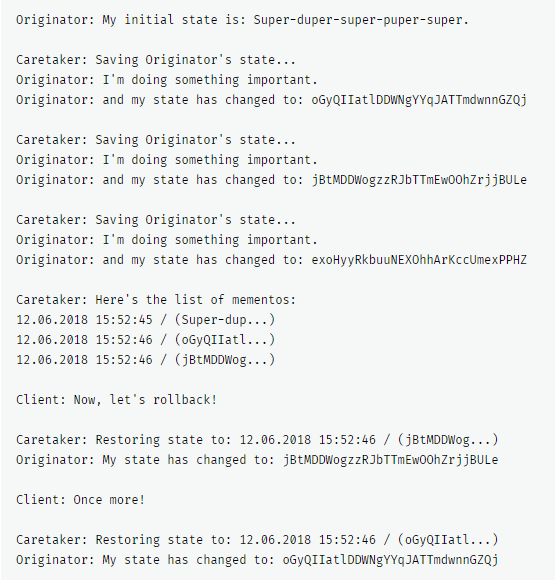 Originator: My initial state is: Super-duper-super-puper-super.
Caretaker: Saving Originator's state...
Originator: I'm doing something important.
Originator: and my state has changed to: oGyQIIatlDDWNgYYqJATTmdwnnGZQj
Caretaker: Saving Originator's state...
Originator: I'm doing something important.
Originator: and my state has changed to: jBtMDDWogzzRJbTTmEwOOhZrjjBULe
Caretaker: Saving Originator's state...
Originator: I'm doing something important.
Originator: and my state has changed to: exoHyyRkbuuNEXOhhArKccUmexPPHZ
Caretaker: Here's the list of mementos:
12.06.2018 15:52:45 / (Super-dup...)
12.06.2018 15:52:46 / (oGyQIIatl...)
12.06.2018 15:52:46 / (jBtMDDWog...)
Client: Now, let's rollback!
Caretaker: Restoring state to: 12.06.2018 15:52:46 / (jBtMDDWog...)
Originator: My state has changed to: jBtMDDWogzzRJbTTmEwOOhZrjjBULe
Client: Once more!
Caretaker: Restoring state to: 12.06.2018 15:52:46 / (oGyQIIatl...)
Originator: My state has changed to: oGyQIIatlDDWNgYYqJATTmdwnnGZQj